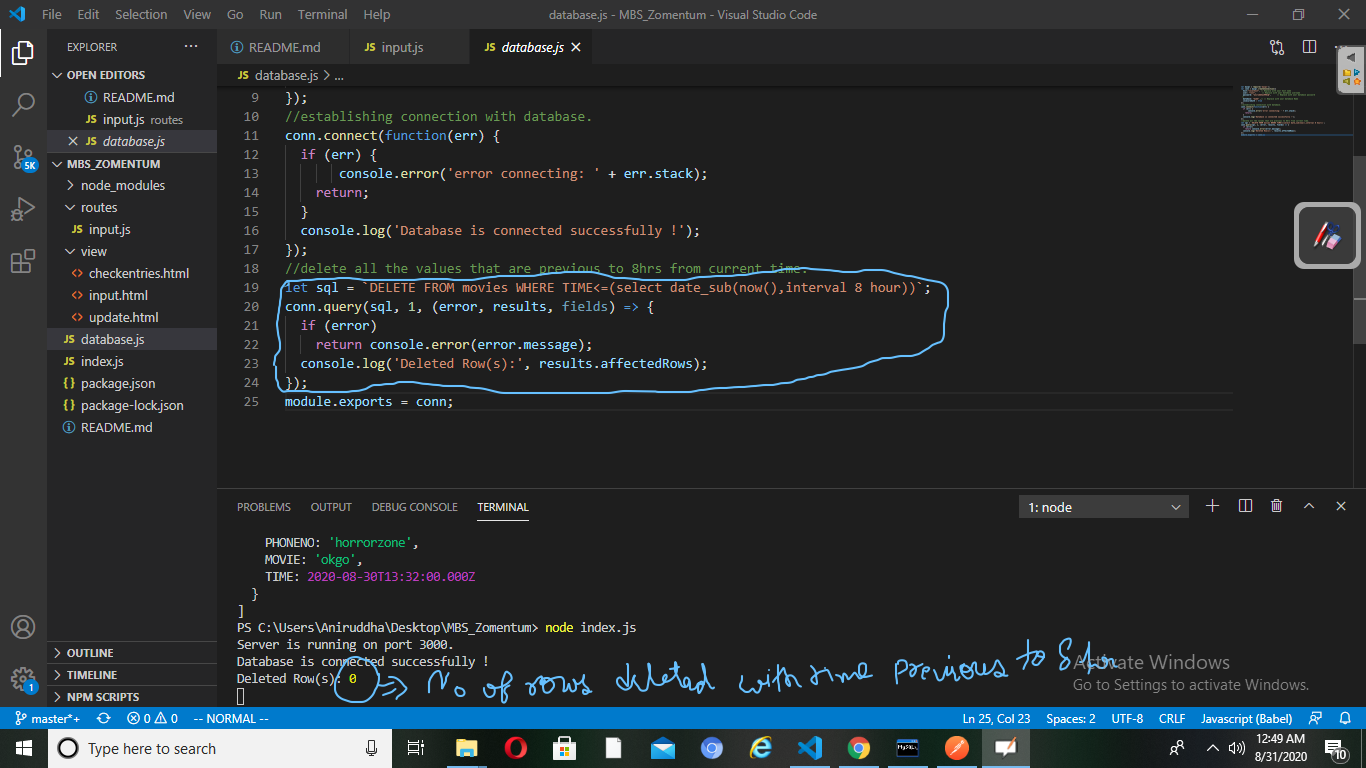 File Edit Selection View Go Run Terminal Help
database.js - MBS_Zomentum - Visual Studio Code
EXPLORER
OPEN EDITORS
README.md
input.js routes
database.js
MBS_ZOMENTUM
node_modules
routes
input.js
view
checkentries.html
input.html
update.html
database.js
index.js
package.json
package-lock.json
README.md
OUTLINE
TIMELINE
NPM SCRIPTS
5K
1
README.md input.js database.js
database.js > ...
9 });
10 //establishing connection with database.
11 conn.connect(function(err) {
12 if (err) {
13 console.error('error connecting: ' + err.stack);
14 return;
15 }
16 console.log('Database is connected successfully !');
17 });
18 //delete all the values that are previous to 8hrs from current time.
19 let sql = `DELETE FROM movies WHERE TIME<=(select date_sub(now(),interval 8 hour))`;
20 conn.query(sql, 1, (error, results, fields) => {
21 if (error)
22 return console.error(error.message);
23 console.log('Deleted Row(s):', results.affectedRows);
24 });
25 module.exports = conn;
PROBLEMS OUTPUT DEBUG CONSOLE TERMINAL
1: node
PHONENO: 'horrorzone',
MOVIE: 'okgo',
TIME: 2020-08-30T13:32:00.000Z
}
]
PS C:\Users\Aniruddha\Desktop\MBS_Zomentum> node index.js
Server is running on port 3000.
Database is connected successfully !
Deleted Row(s): 0
=> No of rows deleted with time previous to 8 hr
Activate Windows
Go to Settings to activate Windows.
master*+ 0 0 -- NORMAL --
Ln 25, Col 23 Spaces: 2 UTF-8 CRLF Javascript (Babel)
Type here to search
12:49 AM
8/31/2020
10